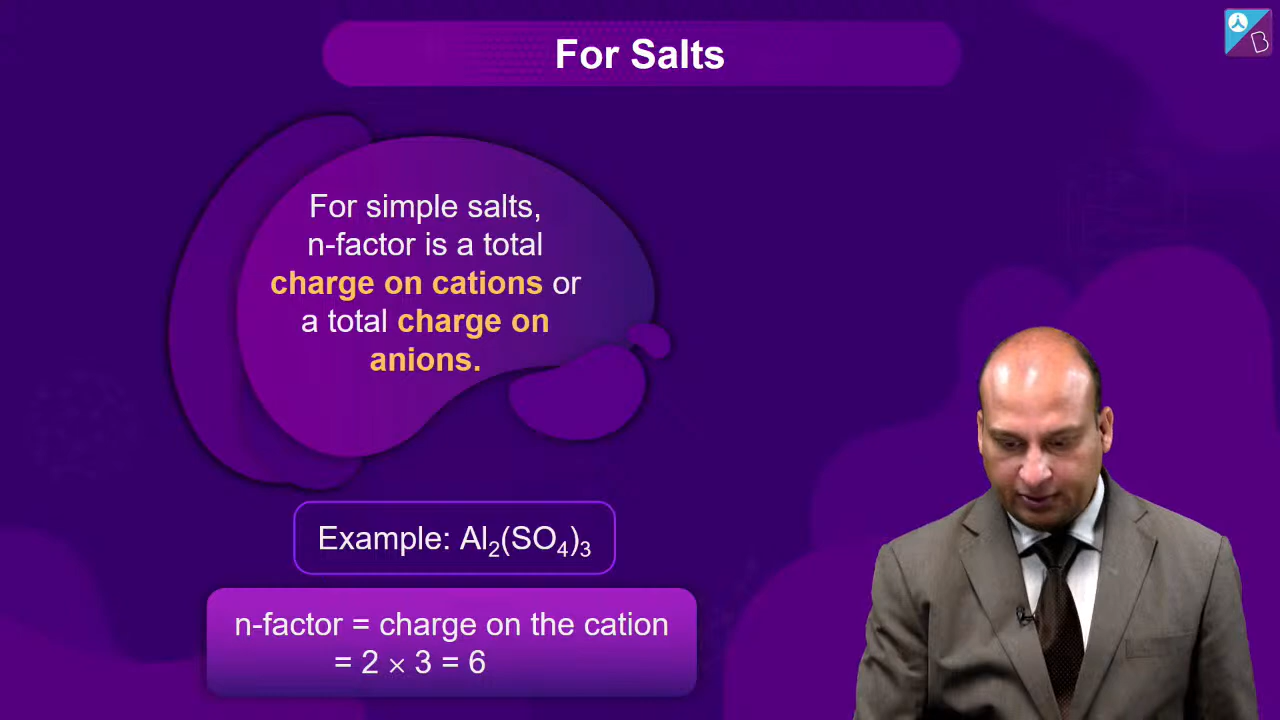 For Salts
For simple salts,
n-factor is a total
charge on cations or
a total charge on
anions.
Example: Al₂(SO₄)₃
n-factor = charge on the cation
= 2 × 3 = 6
B